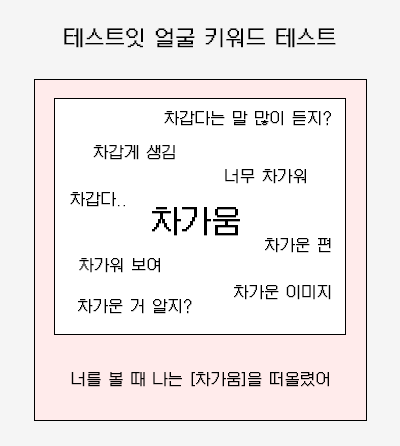 테스트잇 얼굴 키워드 테스트
차갑다는 말 많이 듣지?
차갑게 생김
너무 차가워
차갑다..
차가움
차가운 편
차가워 보여
차가운 이미지
차가운 거 알지?
너를 볼 때 나는 [차가움]을 떠올렸어